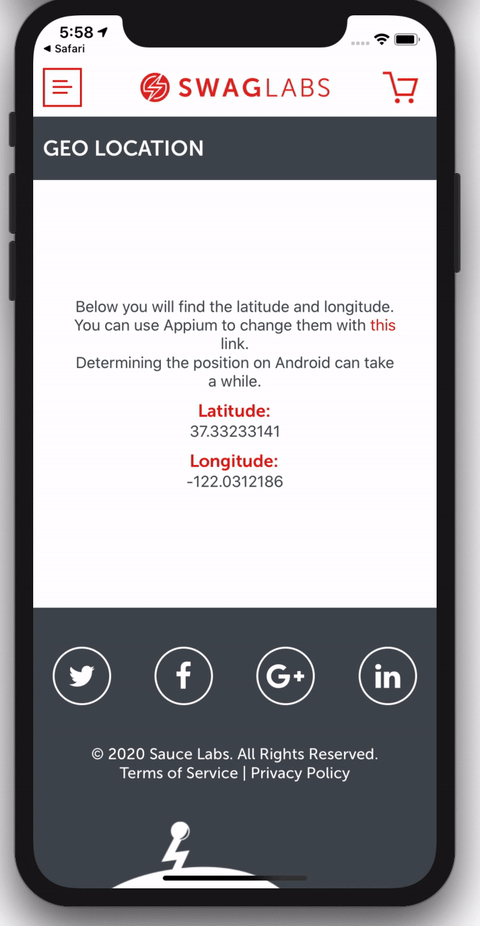 5:58
Safari
SWAGLABS
GEO LOCATION
Below you will find the latitude and longitude.
You can use Appium to change them with this
link.
Determining the position on Android can take
a while.
Latitude:
37.33233141
Longitude:
-122.0312186
G+
in
© 2020 Sauce Labs. All Rights Reserved.
Terms of Service | Privacy Policy